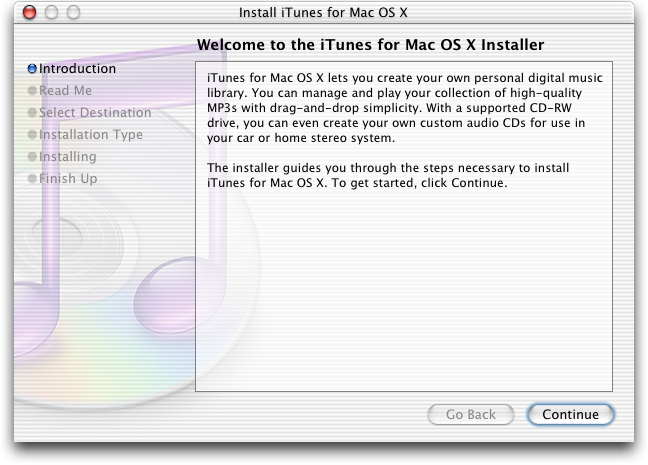 Install iTunes for Mac OS X
Welcome to the iTunes for Mac OS X Installer
Introduction
Read Me
Select Destination
Installation Type
Installing
Finish Up
iTunes for Mac OS X lets you create your own personal digital music
library. You can manage and play your collection of high-quality
MP3s with drag-and-drop simplicity. With a supported CD-RW
drive, you can even create your own custom audio CDs for use in
your car or home stereo system.
The installer guides you through the steps necessary to install
iTunes for Mac OS X. To get started, click Continue.
Go Back
Continue